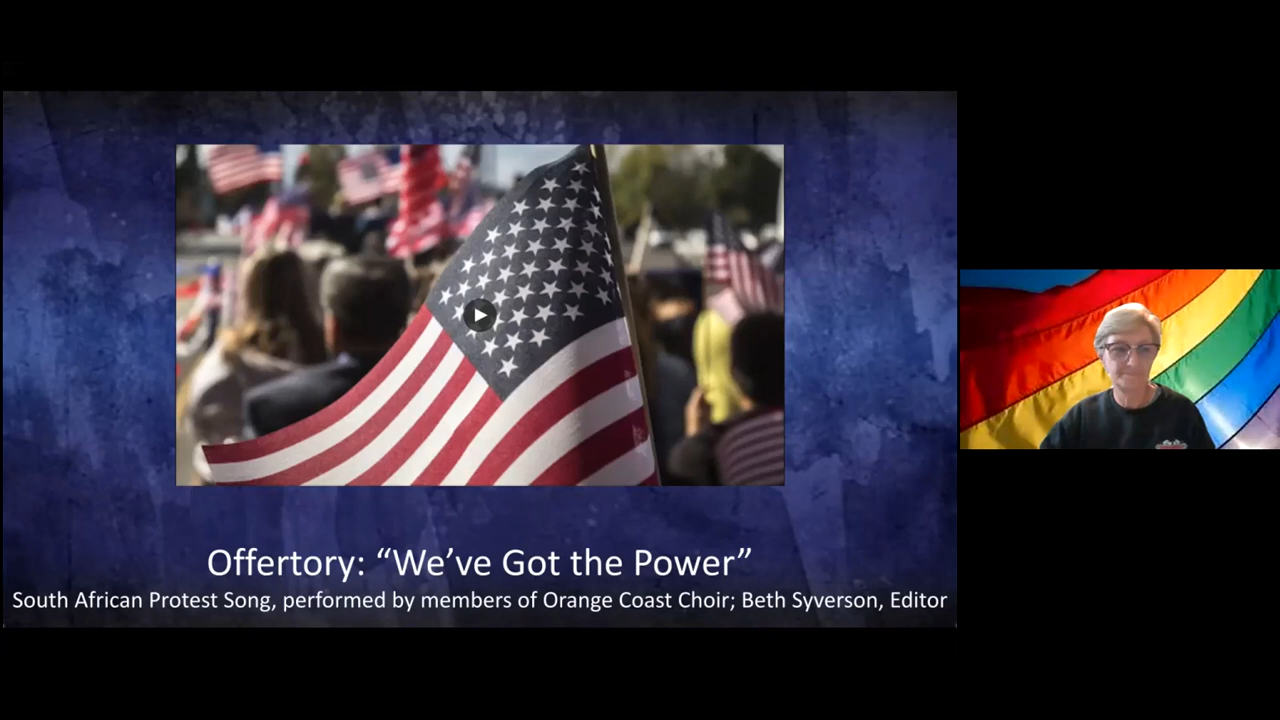 Offertory: “We’ve Got the Power”
South African Protest Song, performed by members of Orange Coast Choir; Beth Syverson, Editor